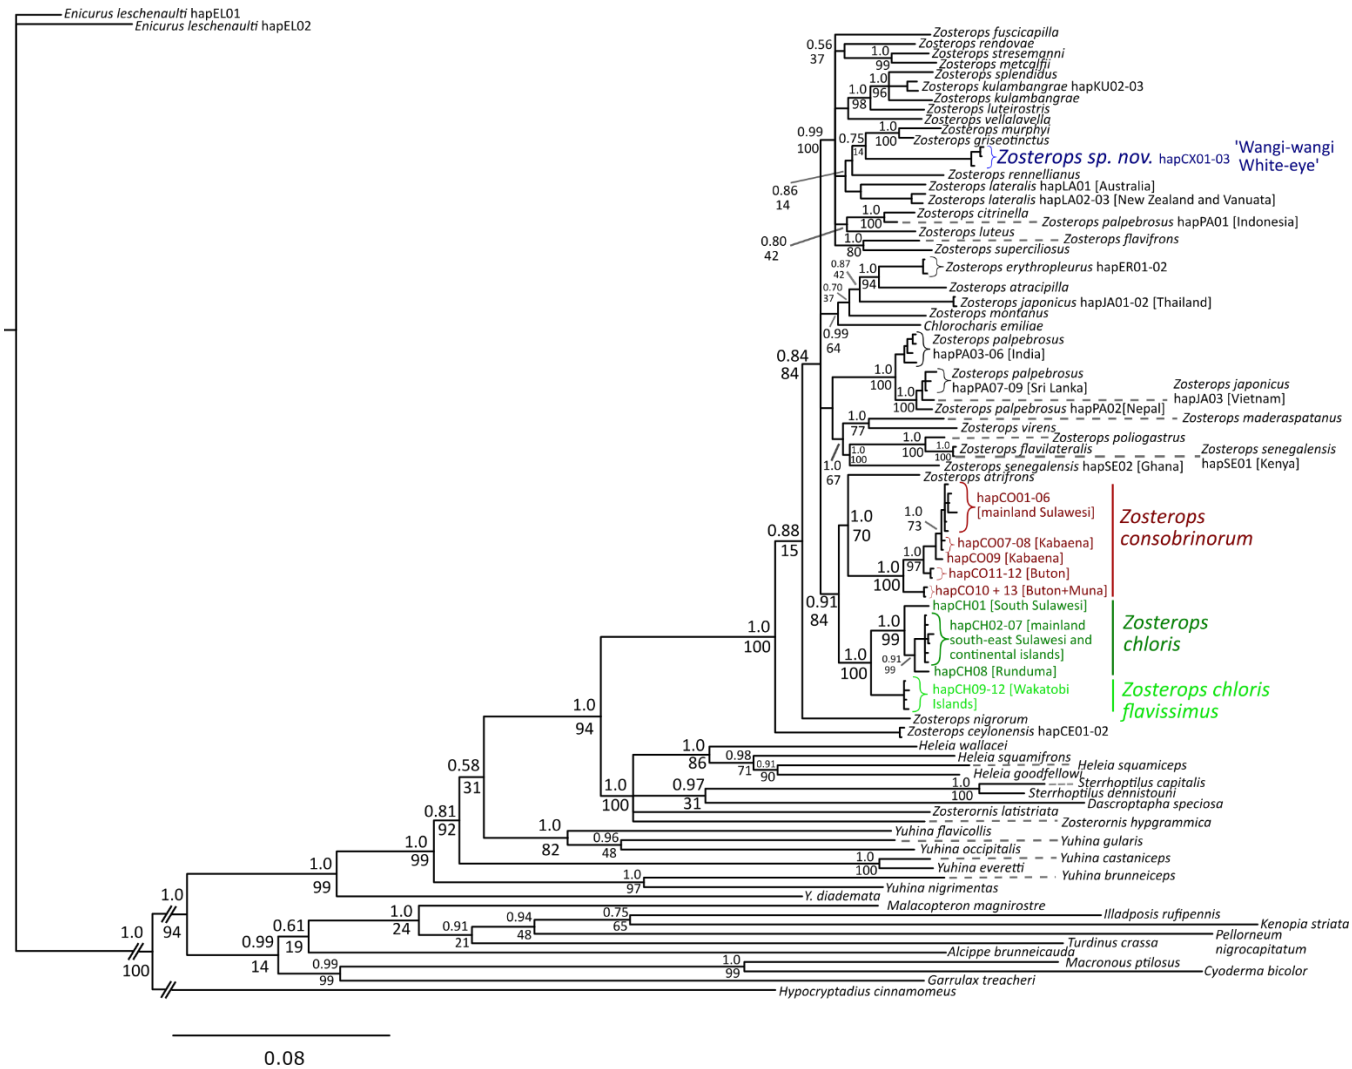 Enicurus leschenaulti hapEL01
Enicurus leschenaulti hapEL02
Zosterops fuscicapilla
0.56
37
Zosterops rendovae
1.0
99
Zosterops stresemanni
Zosterops metcalfii
Zosterops splendidus
1.0
96
Zosterops kulambangrae hapKU02-03
1.0
98
Zosterops kulambangrae
Zosterops luteirostris
Zosterops vellalavella
0.99
100
0.75
14
1.0
100
Zosterops murphyi
Zosterops griseotinctus
Zosterops sp. nov. hapCX01-03
'Wangi-wangi
White-eye'
0.86
14
Zosterops rennellianus
Zosterops lateralis hapLA01 [Australia]
Zosterops lateralis hapLA02-03 [New Zealand and Vanuata]
1.0
100
Zosterops citrinella
Zosterops palpebrosus hapPA01 [Indonesia]
0.80
42
Zosterops luteus
1.0
80
Zosterops flavifrons
Zosterops superciliosus
0.87
42
1.0
94
Zosterops erythropleurus hapER01-02
0.70
37
Zosterops atracipilla
Zosterops japonicus hapJA01-02 [Thailand]
Zosterops montanus
0.99
64
Chlorocharis emiliae
0.84
84
Zosterops palpebrosus
hapPA03-06 [India]
1.0
100
Zosterops palpebrosus
hapPA07-09 [Sri Lanka]
1.0
100
Zosterops japonicus
hapJA03 [Vietnam]
Zosterops palpebrosus hapPA02[Nepal]
1.0
77
Zosterops maderaspatanus
Zosterops virens
1.0
100
Zosterops poliogastrus
1.0
100
Zosterops flavilateralis
1.0
100
Zosterops senegalensis
hapSE01 [Kenya]
1.0
67
Zosterops senegalensis hapSE02 [Ghana]
Zosterops atrifrons
0.88
15
1.0
70
hapCO01-06
[mainland Sulawesi]
1.0
73
Zosterops
consobrinorum
hapCO07-08 [Kabaena]
hapCO09 [Kabaena]
1.0
97
hapCO11-12 [Buton]
1.0
100
hapCO10 + 13 [Buton+Muna]
0.91
84
hapCH01 [South Sulawesi]
1.0
99
hapCH02-07 [mainland
south-east Sulawesi and
continental islands]
Zosterops
chloris
0.91
99
hapCH08 [Runduma]
1.0
100
hapCH09-12 [Wakatobi
Islands]
Zosterops chloris
flavissimus
1.0
100
Zosterops nigrorum
Zosterops ceylonensis hapCE01-02
1.0
94
1.0
86
Heleia wallacei
0.98
71
Heleia squamifrons
0.91
90
Heleia squamiceps
Heleia goodfellowi
0.58
31
1.0
100
0.97
31
1.0
100
Sterrhoptilus capitalis
Sterrhoptilus dennistouni
Dascroptapha speciosa
Zosterornis latistriata
Zosterornis hypgrammica
0.81
92
1.0
82
Yuhina flavicollis
0.96
48
Yuhina gularis
Yuhina occipitalis
1.0
99
1.0
100
Yuhina castaniceps
Yuhina everetti
1.0
99
1.0
97
Yuhina brunneiceps
Yuhina nigrimentas
Y. diademata
1.0
94
1.0
24
Malacopteron magnirostre
0.75
65
Illadposis rufipennis
0.94
48
Kenopia striata
0.91
21
Pellorneum
nigrocapitatum
0.61
19
Turdinus crassa
1.0
100
0.99
14
Alcippe brunneicauda
0.99
99
1.0
99
Macronous ptilosus
Cyoderma bicolor
Garrulax treacheri
Hypocryptadius cinnamomeus
0.08